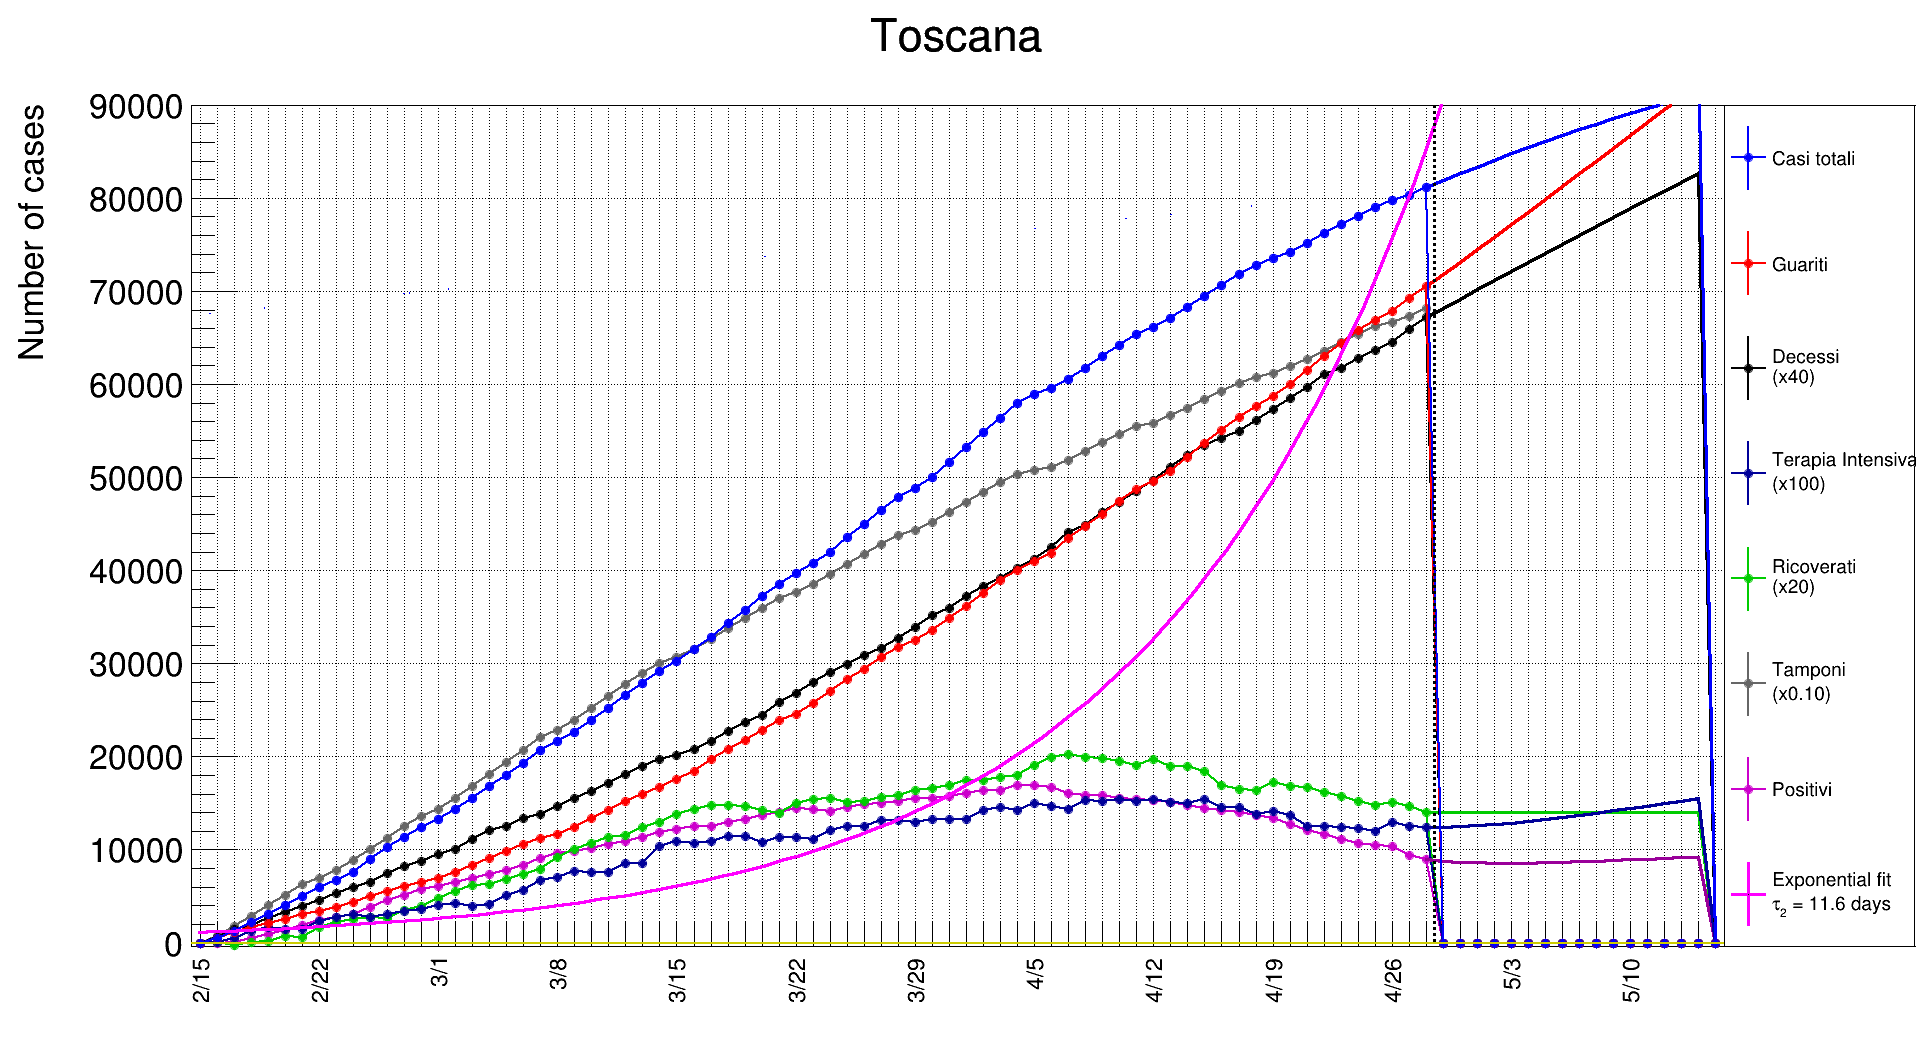 Toscana
Number of cases
90000
80000
70000
60000
50000
40000
30000
20000
10000
0
2/15
2/22
3/1
3/8
3/15
3/22
3/29
4/5
4/12
4/19
4/26
5/3
5/10
Casi totali
Guariti
Decessi
(x40)
Terapia Intensiva
(x100)
Ricoverati
(x20)
Tamponi
(x0.10)
Positivi
Exponential fit
τ2 = 11.6 days